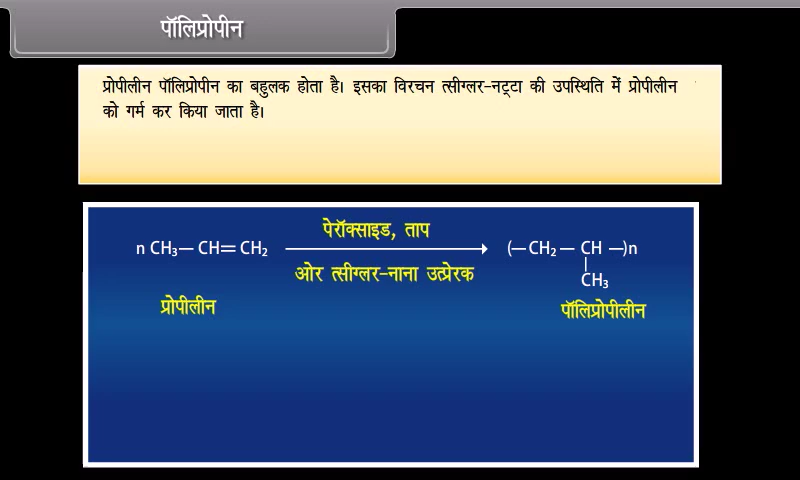 पॉलिप्रोपीन
प्रोपीलीन पॉलिप्रोपीन का बहुलक होता है। इसका विरचन त्सीग्लर-नट्टा की उपस्थिति में प्रोपीलीन
को गर्म कर किया जाता है।
पेरॉक्साइड, ताप
n CH₃— CH＝CH₂ ⟶ (—CH₂— CH —)n
ओर त्सीग्लर-नाना उत्प्रेरक
CH₃
प्रोपीलीन
पॉलिप्रोपीलीन